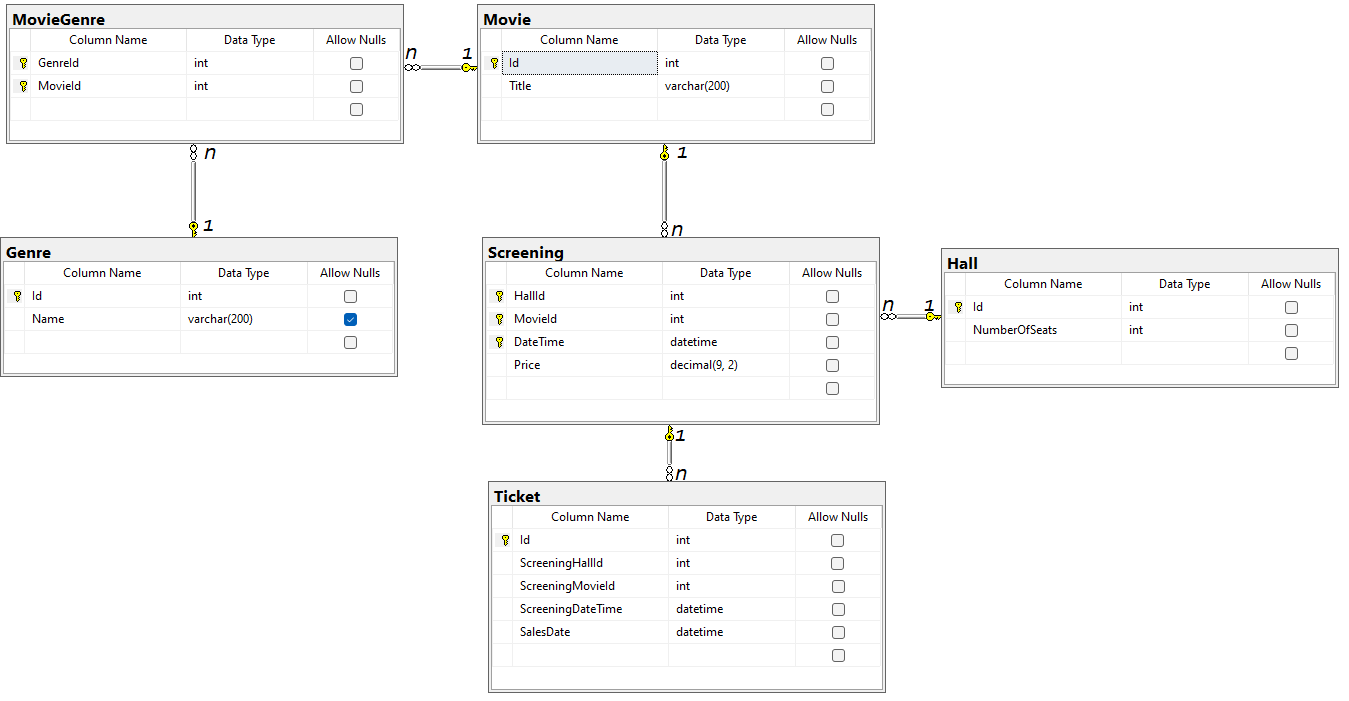 MovieGenre
Column Name Data Type Allow Nulls
GenreId int
MovieId int
n 1
Movie
Column Name Data Type Allow Nulls
Id int
Title varchar(200)
n
1
1
n
Genre
Column Name Data Type Allow Nulls
Id int
Name varchar(200)
Screening
Column Name Data Type Allow Nulls
HallId int
MovieId int
DateTime datetime
Price decimal(9, 2)
n 1
Hall
Column Name Data Type Allow Nulls
Id int
NumberOfSeats int
1
n
Ticket
Column Name Data Type Allow Nulls
Id int
ScreeningHallId int
ScreeningMovieId int
ScreeningDateTime datetime
SalesDate datetime